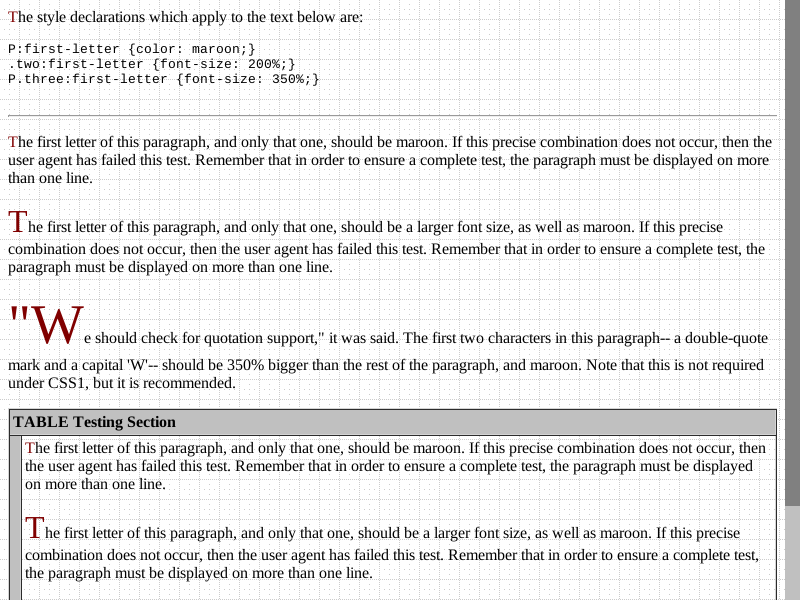 The style declarations which apply to the text below are:
P:first-letter {color: maroon;}
.two:first-letter {font-size: 200%;}
P.three:first-letter {font-size: 350%;}
The first letter of this paragraph, and only that one, should be maroon. If this precise combination does not occur, then the
user agent has failed this test. Remember that in order to ensure a complete test, the paragraph must be displayed on more
than one line.
The first letter of this paragraph, and only that one, should be a larger font size, as well as maroon. If this precise
combination does not occur, then the user agent has failed this test. Remember that in order to ensure a complete test, the
paragraph must be displayed on more than one line.
"We should check for quotation support," it was said. The first two characters in this paragraph-- a double-quote
mark and a capital 'W'-- should be 350% bigger than the rest of the paragraph, and maroon. Note that this is not required
under CSS1, but it is recommended.
TABLE Testing Section
The first letter of this paragraph, and only that one, should be maroon. If this precise combination does not occur, then
the user agent has failed this test. Remember that in order to ensure a complete test, the paragraph must be displayed
on more than one line.
The first letter of this paragraph, and only that one, should be a larger font size, as well as maroon. If this precise
combination does not occur, then the user agent has failed this test. Remember that in order to ensure a complete test,
the paragraph must be displayed on more than one line.